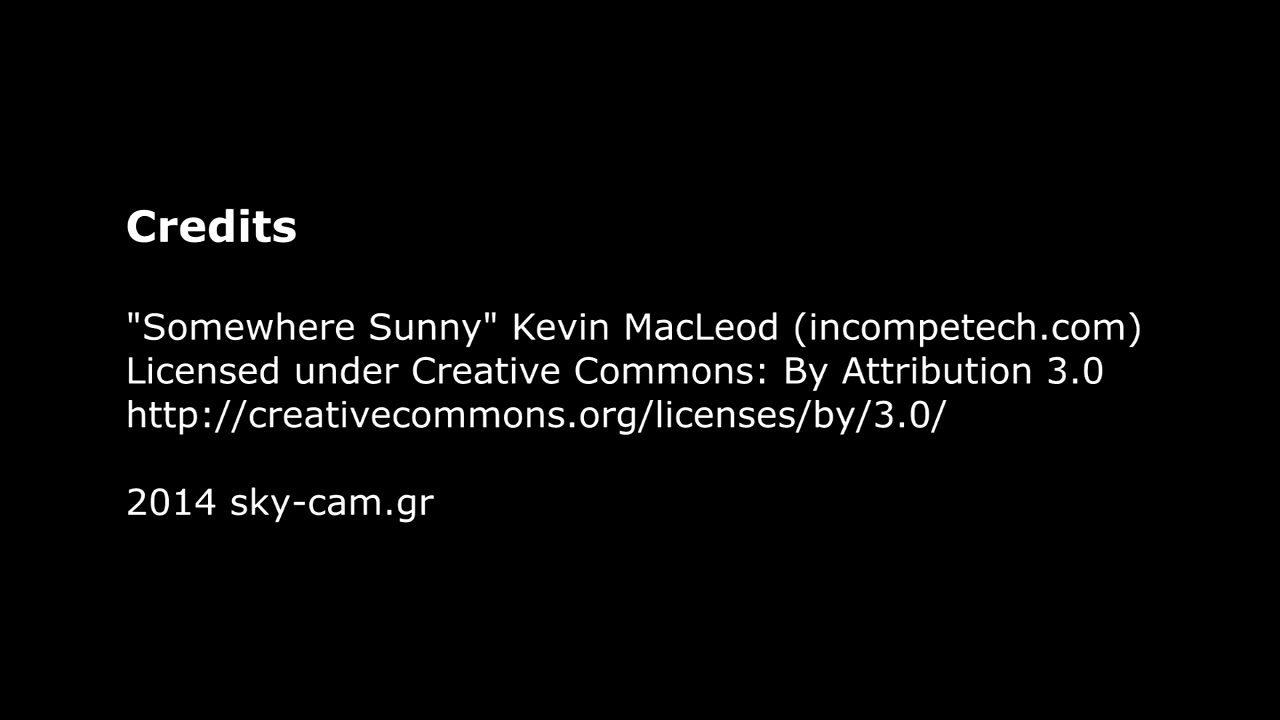 Credits
"Somewhere Sunny" Kevin MacLeod (incompetech.com)
Licensed under Creative Commons: By Attribution 3.0
http://creativecommons.org/licenses/by/3.0/
2014 sky-cam.gr